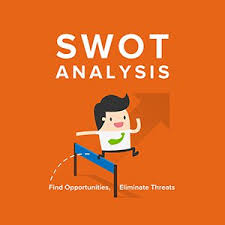 SWOT
ANALYSIS
Find Opportunities, Eliminate Threats